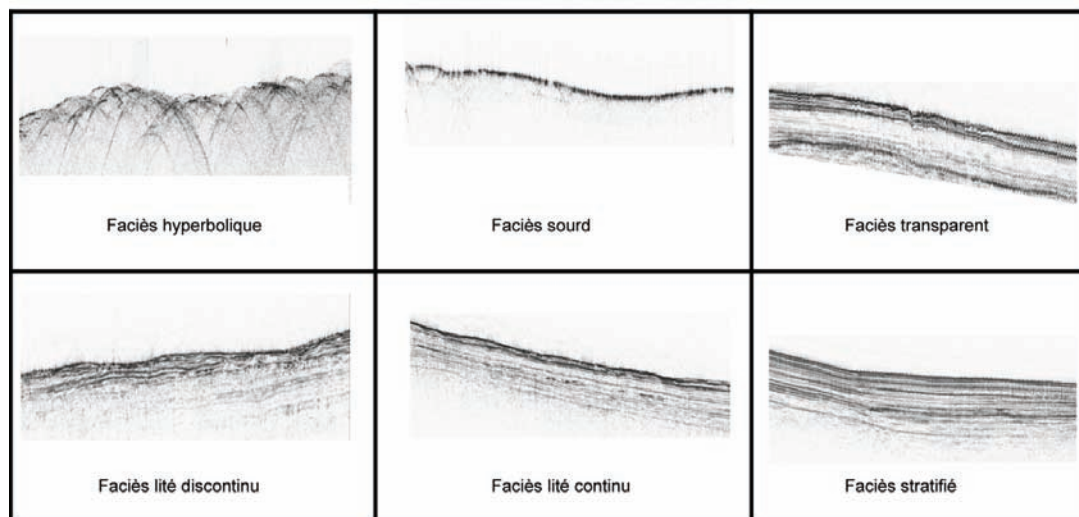 Faciès hyperbolique
Faciès sourd
Faciès transparent
Faciès lité discontinu
Faciès lité continu
Faciès stratifié